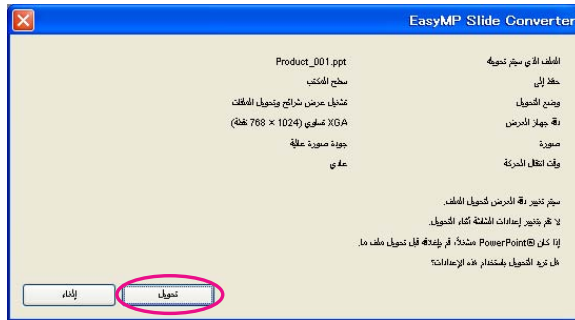 EasyMP Slide Converter
الملف الذي سيتم تحويله Product_001.ppt
حفظ إلى سطح المكتب
وضع التحويل تشغيل عرض شرائح وتحويل الملفات
دقة جهاز العرض XGA تساوي (1024 × 768 نقطة)
صورة جودة صورة عالية
وقت انتقال الحركة عادي
سيتم تغيير دقة العرض لتحويل الملف.
لا تقم بتغيير إعدادات الشاشة أثناء التحويل.
إذا كان PowerPoint® مشغلاً، قم بإغلاقه قبل تحويل ملف ما.
هل تريد التحويل باستخدام هذه الإعدادات؟
تحويل إلغاء